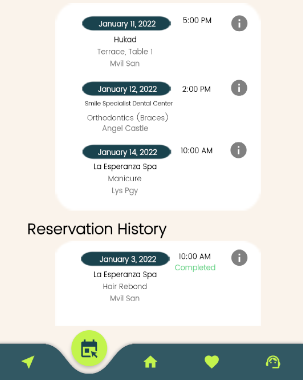 January 11, 2022
5:00 PM
Hukad
Terrace, Table 1
Mvil San
January 12, 2022
2:00 PM
Smile Specialist Dental Center
Orthodontics (Braces)
Angel Castle
January 14, 2022
10:00 AM
La Esperanza Spa
Manicure
Lys Pgy
Reservation History
January 3, 2022
10:00 AM
La Esperanza Spa
Completed
Hair Rebond
Mvil San